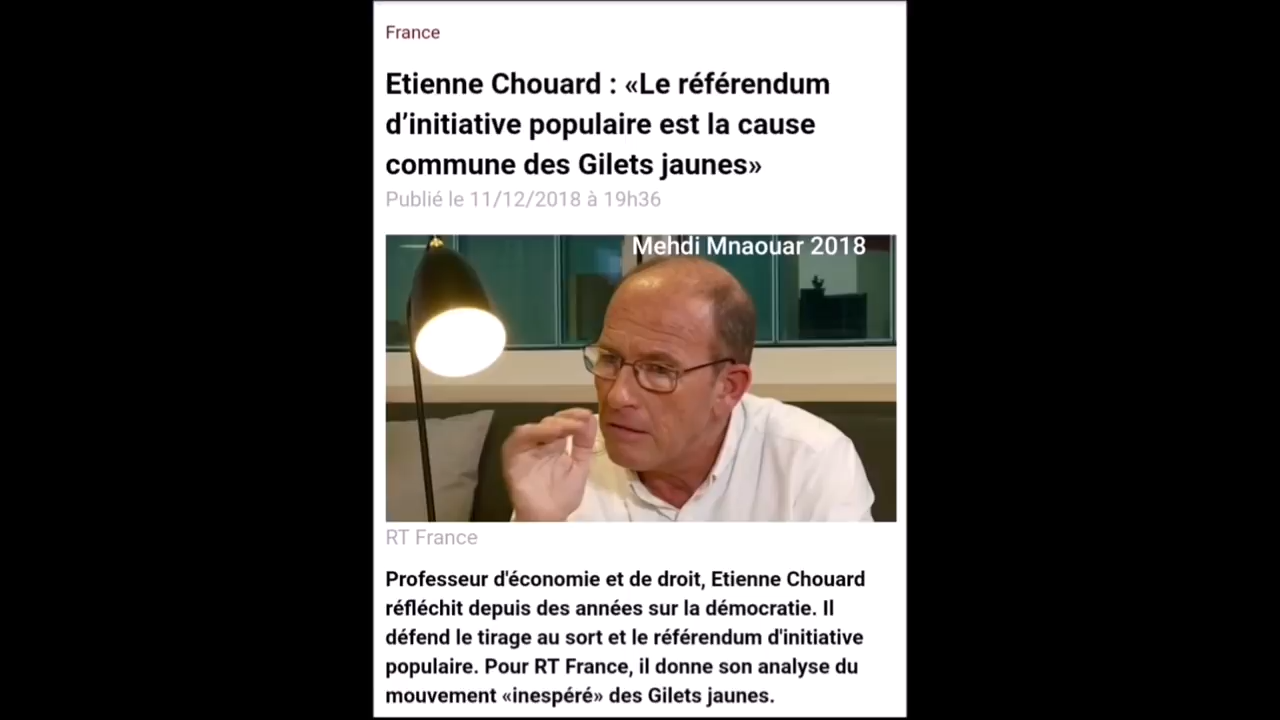 France
Etienne Chouard : «Le référendum
d’initiative populaire est la cause
commune des Gilets jaunes»
Publié le 11/12/2018 à 19h36
Mehdi Mnaouar 2018
RT France
Professeur d'économie et de droit, Etienne Chouard
réfléchit depuis des années sur la démocratie. Il
défend le tirage au sort et le référendum d'initiative
populaire. Pour RT France, il donne son analyse du
mouvement «inespéré» des Gilets jaunes.